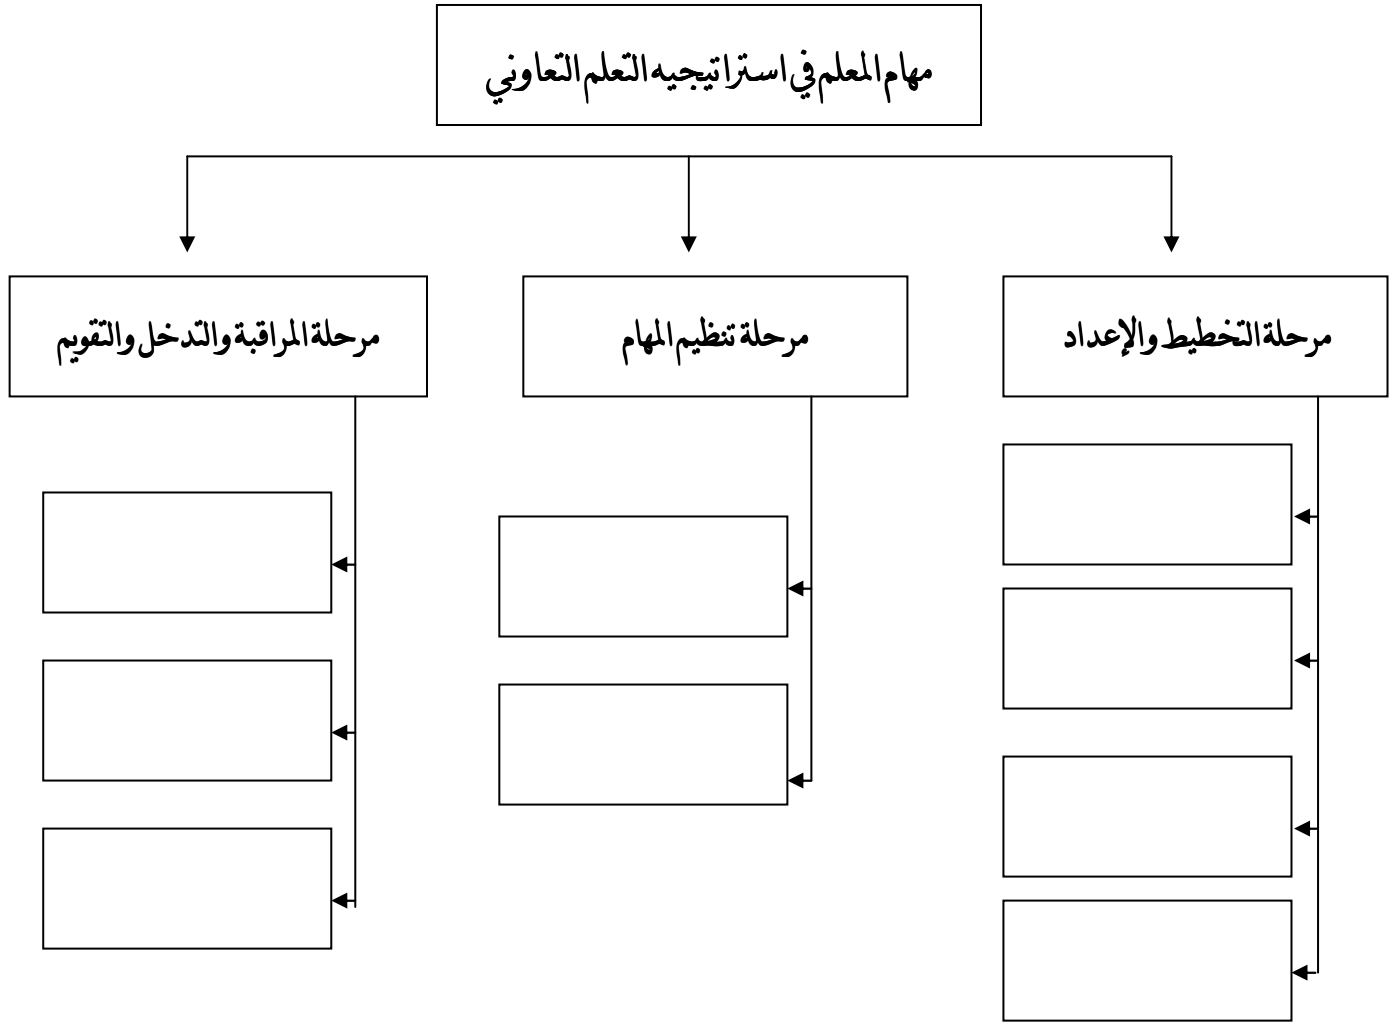 مهام المعلم في استراتيجيه التعلم التعاوني
مرحلة التخطيط والإعداد
مرحلة تنظيم المهام
مرحلة المراقبة والتدخل والتقويم